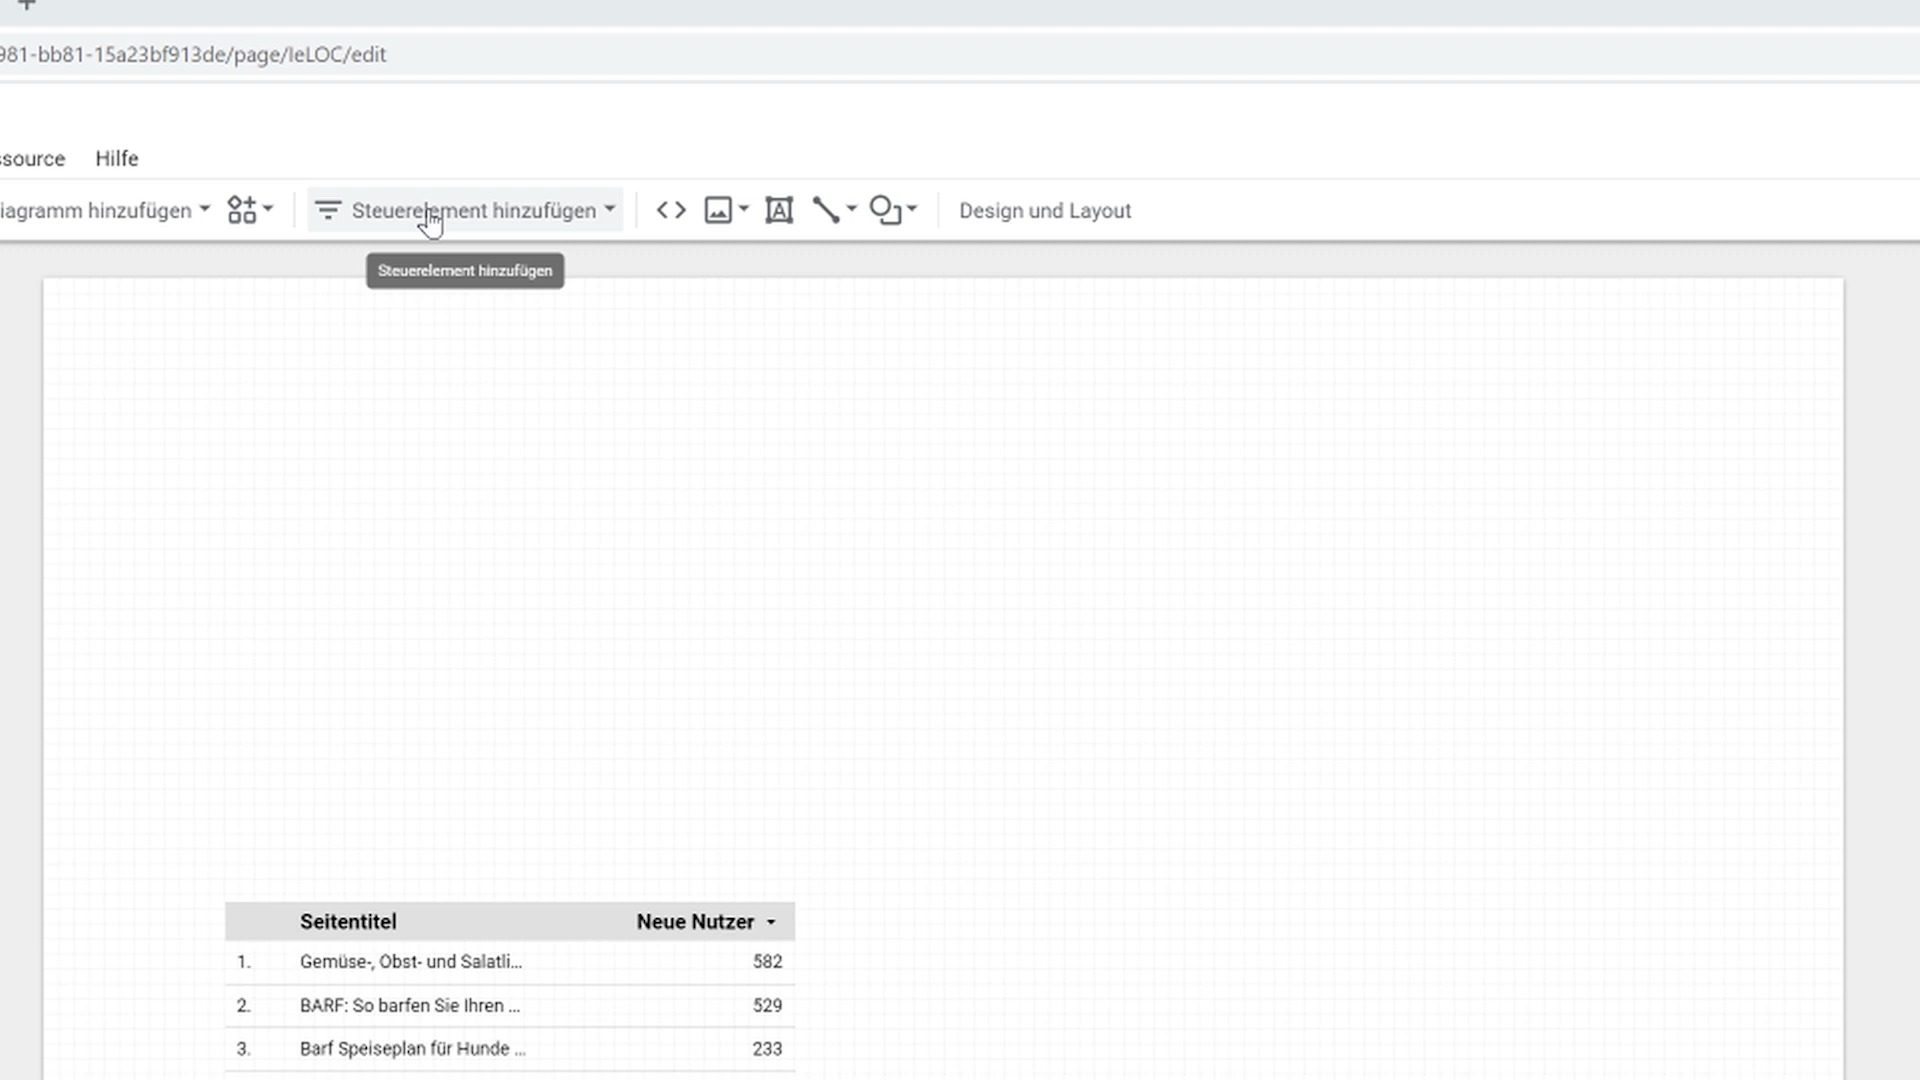 981-bb81-15a23bf913de/page/IeLOC/edit
ssource Hilfe
iagramm hinzufügen Steuerelement hinzufügen Design und Layout
Steuerelement hinzufügen
Seitentitel Neue Nutzer
1. Gemüse-, Obst- und Salatli... 582
2. BARF: So barfen Sie Ihren ... 529
3. Barf Speiseplan für Hunde ... 233